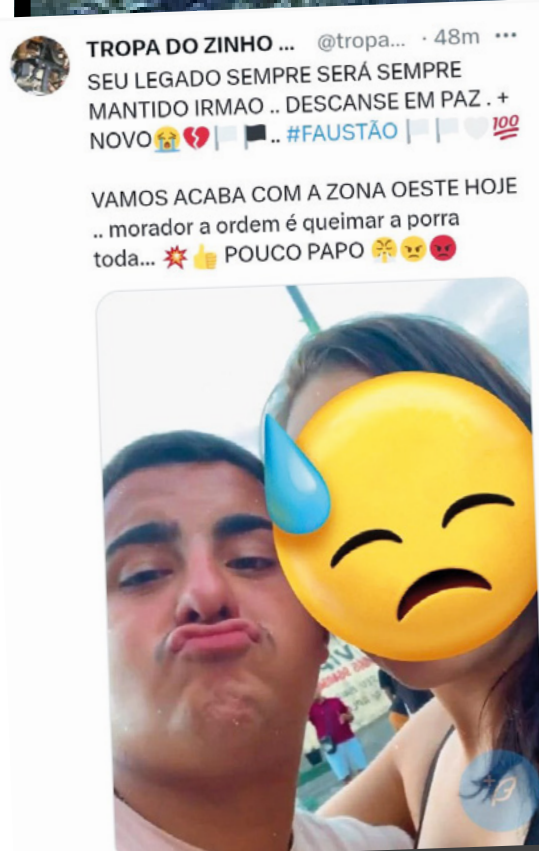 TROPA DO ZINHO ... @tropa... · 48m ···
SEU LEGADO SEMPRE SERÁ SEMPRE
MANTIDO IRMAO .. DESCANSE EM PAZ . +
NOVO😭💔🏳️🏴.. #FAUSTÃO 🏳️🏳️🤍💯
VAMOS ACABA COM A ZONA OESTE HOJE
.. morador a ordem é queimar a porra
toda... 💥👍 POUCO PAPO 😤😠😡